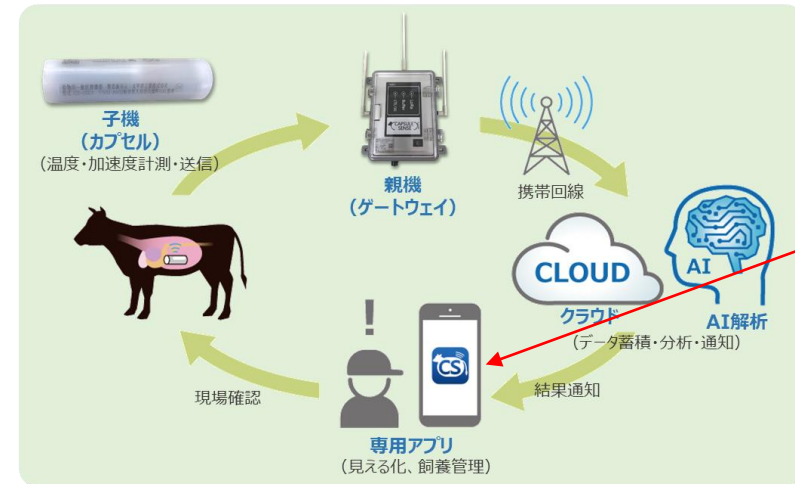 子機
(カプセル)
(温度・加速度計測・送信)
CAPSULE
SENSE
親機
(ゲートウェイ)
携帯回線
CLOUD
クラウド
AI
AI解析
(データ蓄積・分析・通知)
結果通知
CS
専用アプリ
(見える化、飼養管理)
現場確認